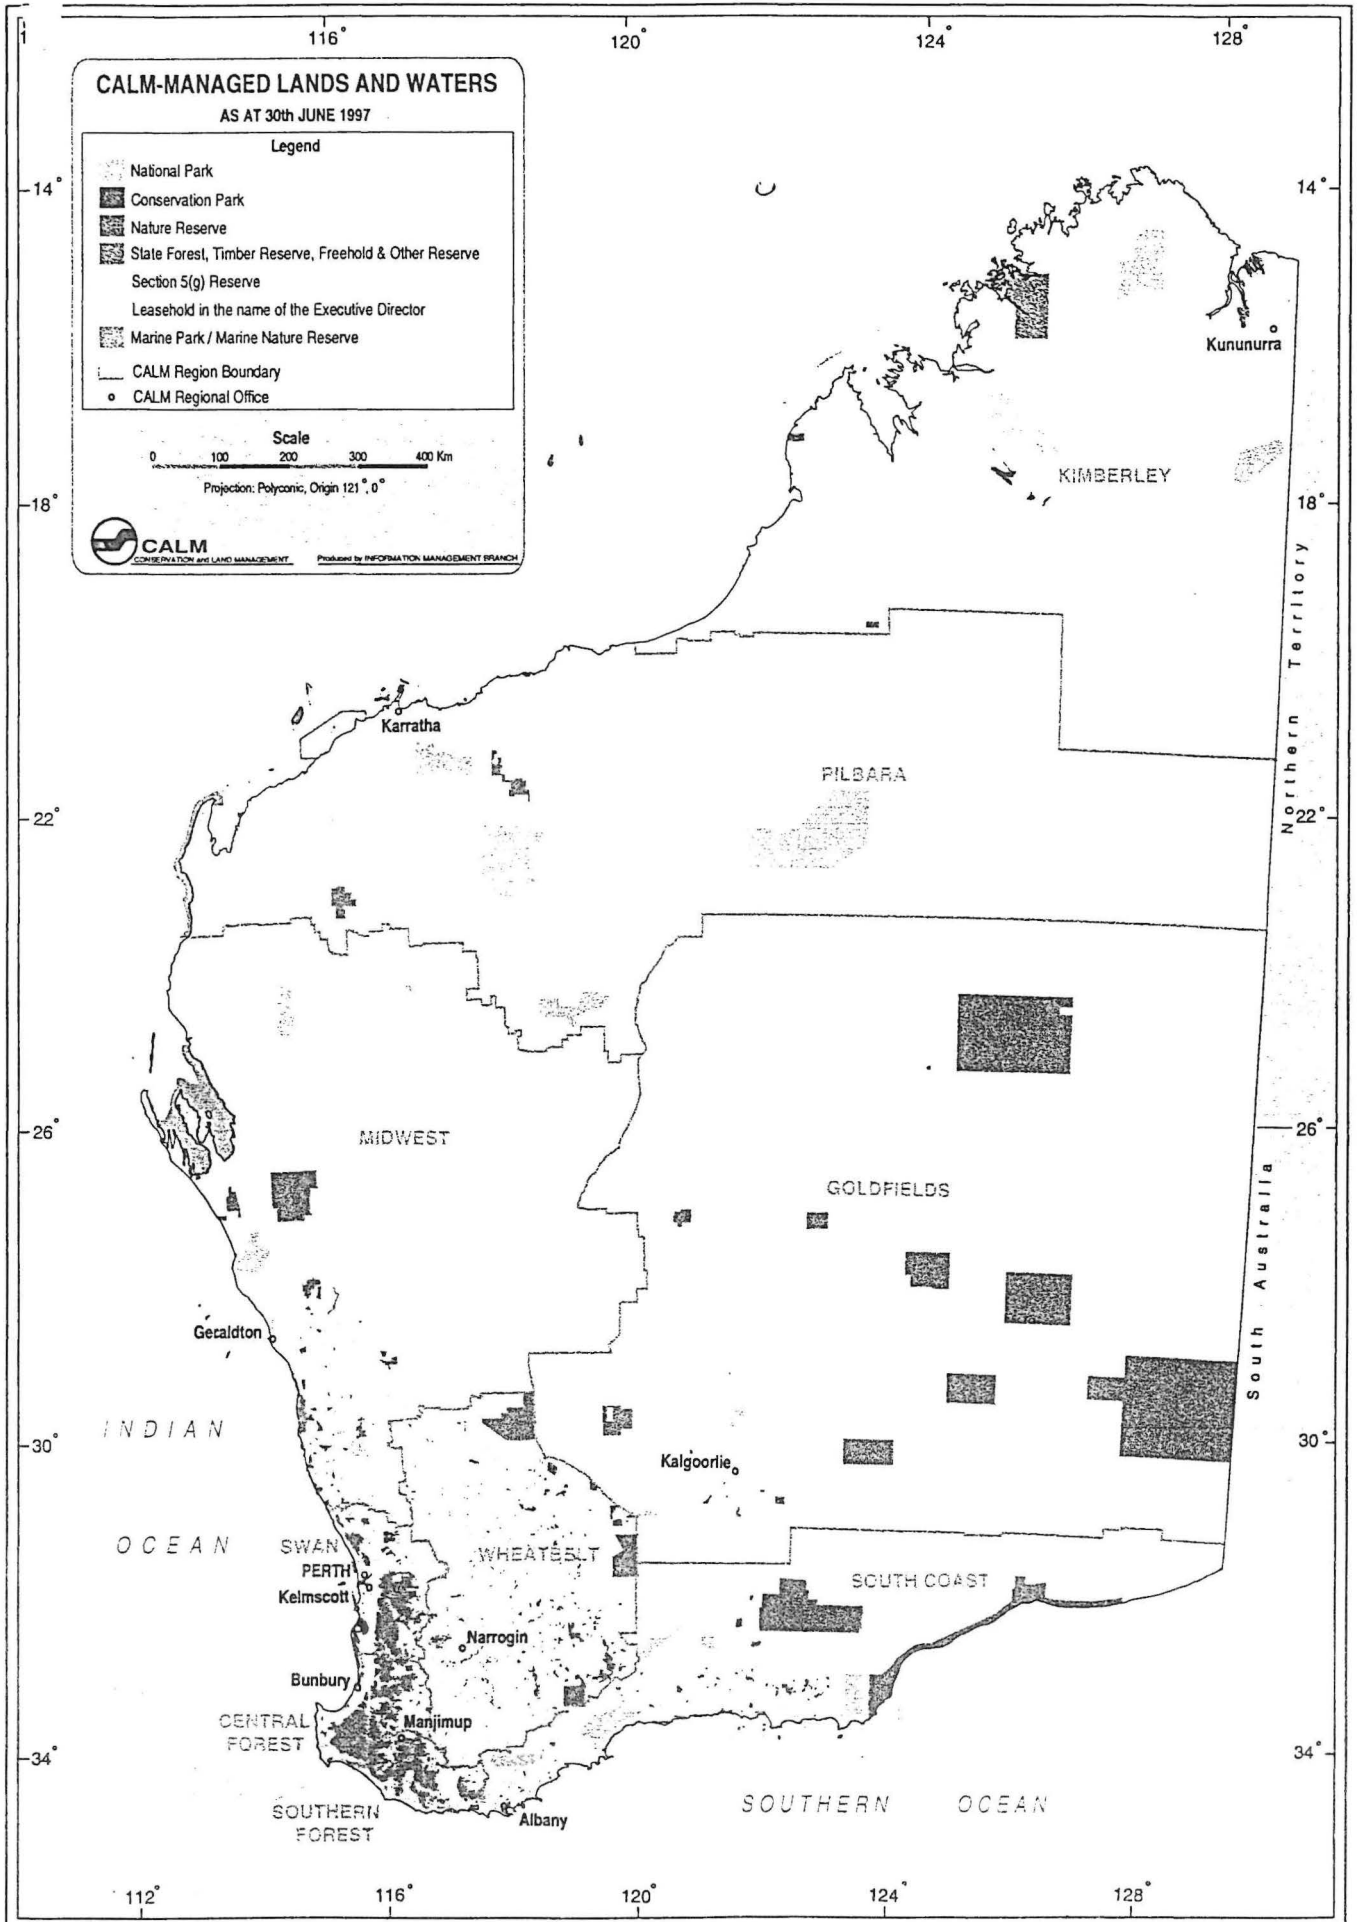 116° 120° 124° 128°
CALM-MANAGED LANDS AND WATERS
AS AT 30th JUNE 1997
Legend
National Park
Conservation Park
Nature Reserve
State Forest, Timber Reserve, Freehold & Other Reserve
Section 5(g) Reserve
Leasehold in the name of the Executive Director
Marine Park / Marine Nature Reserve
CALM Region Boundary
CALM Regional Office
Scale
0 100 200 300 400 Km
Projection: Polyconic, Origin 121°, 0°
CALM
CONSERVATION and LAND MANAGEMENT
Produced by INFORMATION MANAGEMENT BRANCH
14° 14°
Kununurra
KIMBERLEY
18° 18°
Northern Territory
Karratha
PILBARA
22° 22°
MIDWEST
26° 26°
GOLDFIELDS
South Australia
Geraldton
INDIAN
OCEAN
30° 30°
Kalgoorlie
SWAN
PERTH
Kelmscott
WHEATBELT
SOUTH COAST
Narrogin
Bunbury
CENTRAL
FOREST
Manjimup
34° 34°
SOUTHERN
FOREST
Albany
SOUTHERN OCEAN
112° 116° 120° 124° 128°